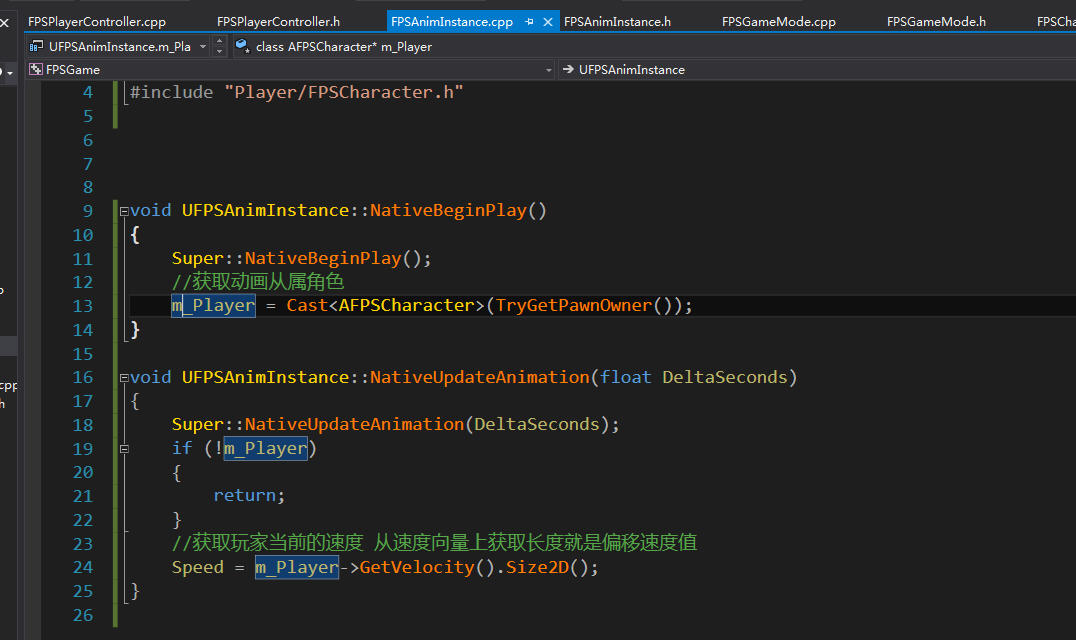 FPSPlayerController.cpp FPSPlayerController.h FPSAnimInstance.cpp FPSAnimInstance.h FPSGameMode.cpp FPSGameMode.h FPSCha
UFPSAnimInstance.m_Pla class AFPSCharacter* m_Player
FPSGame UFPSAnimInstance
4 #include "Player/FPSCharacter.h"
5
6
7
8
9 void UFPSAnimInstance::NativeBeginPlay()
10 {
11 Super::NativeBeginPlay();
12 //获取动画从属角色
13 m_Player = Cast<AFPSCharacter>(TryGetPawnOwner());
14 }
15
16 void UFPSAnimInstance::NativeUpdateAnimation(float DeltaSeconds)
17 {
18 Super::NativeUpdateAnimation(DeltaSeconds);
19 if (!m_Player)
20 {
21 return;
22 }
23 //获取玩家当前的速度 从速度向量上获取长度就是偏移速度值
24 Speed = m_Player->GetVelocity().Size2D();
25 }
26
cpp
h